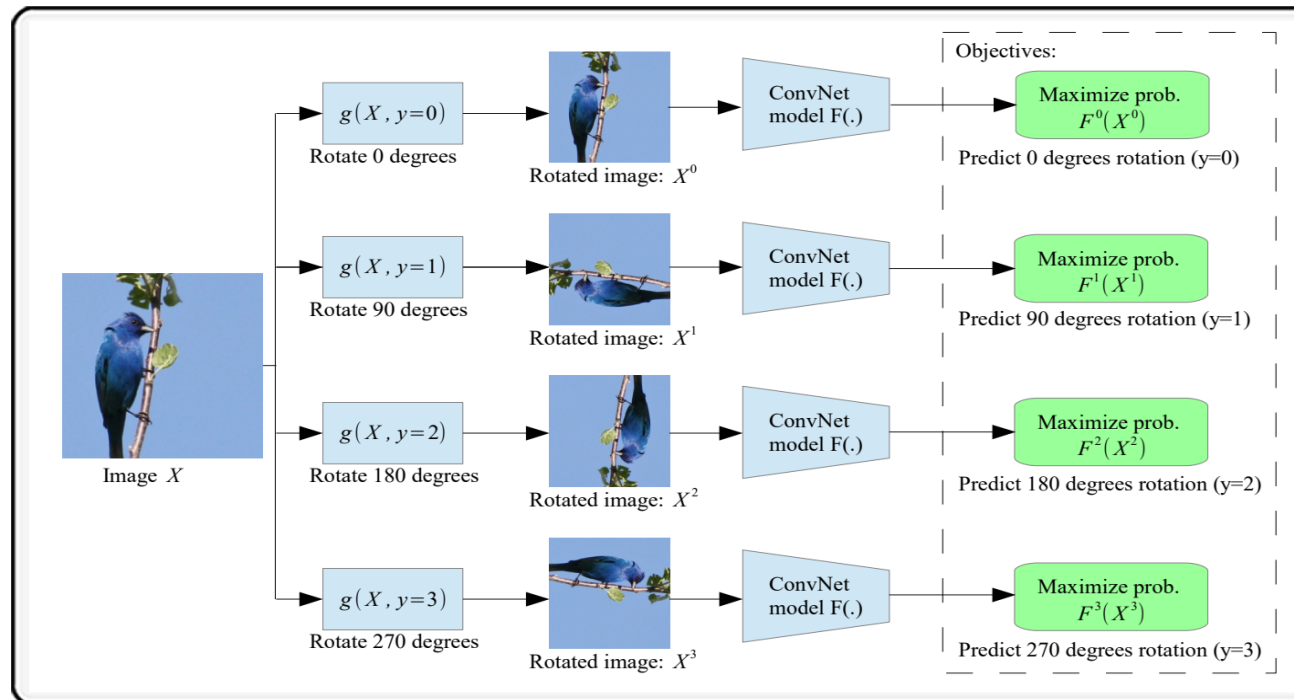 Objectives:
g(X, y=0)
Rotate 0 degrees
Rotated image: X⁰
ConvNet
model F(.)
Maximize prob.
F⁰(X⁰)
Predict 0 degrees rotation (y=0)
g(X, y=1)
Rotate 90 degrees
Rotated image: X¹
ConvNet
model F(.)
Maximize prob.
F¹(X¹)
Predict 90 degrees rotation (y=1)
Image X
g(X, y=2)
Rotate 180 degrees
Rotated image: X²
ConvNet
model F(.)
Maximize prob.
F²(X²)
Predict 180 degrees rotation (y=2)
g(X, y=3)
Rotate 270 degrees
Rotated image: X³
ConvNet
model F(.)
Maximize prob.
F³(X³)
Predict 270 degrees rotation (y=3)